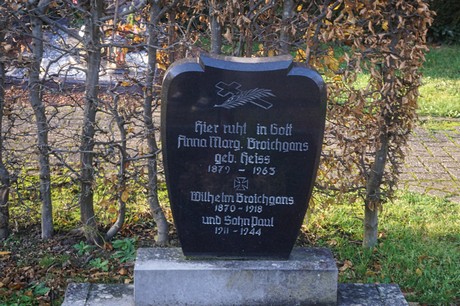 Hier ruht in Gott
Anna Marg. Broichgans
geb. Heiss
1879 - 1963
Wilhelm Broichgans
1870 - 1918
und Sohn Paul
1911 - 1944